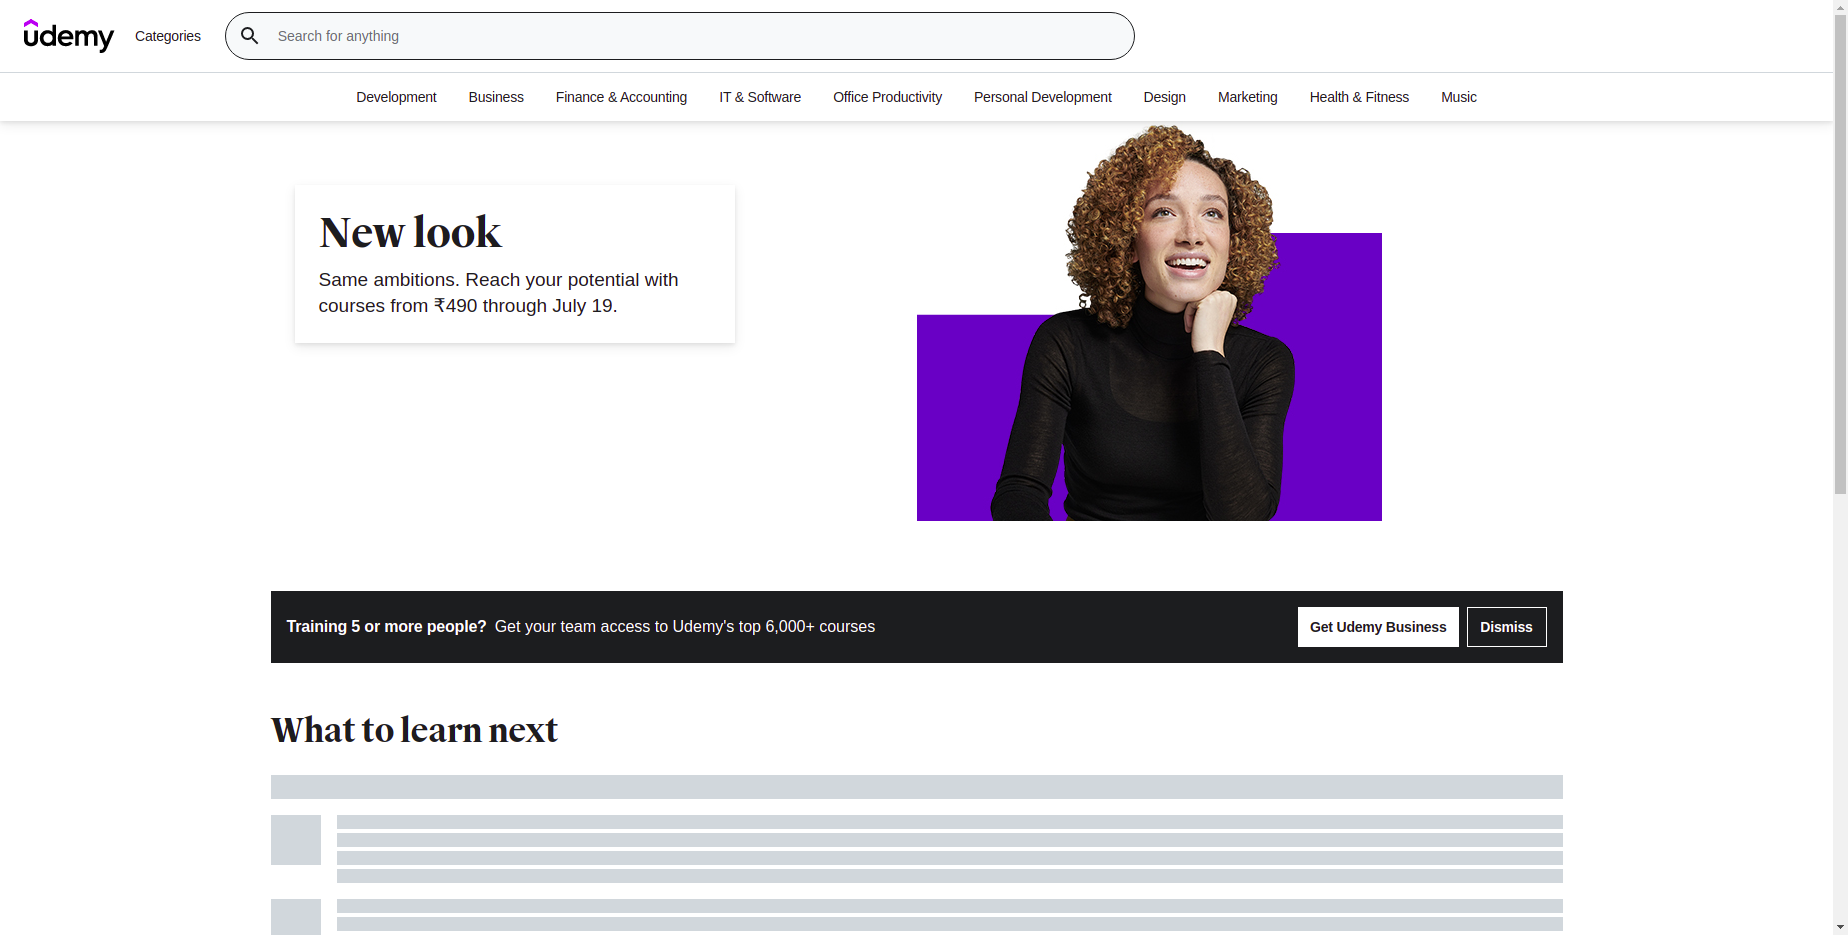 udemy
Categories
Search for anything
Development
Business
Finance & Accounting
IT & Software
Office Productivity
Personal Development
Design
Marketing
Health & Fitness
Music
New look
Same ambitions. Reach your potential with
courses from ₹490 through July 19.
Training 5 or more people? Get your team access to Udemy's top 6,000+ courses
Get Udemy Business
Dismiss
What to learn next